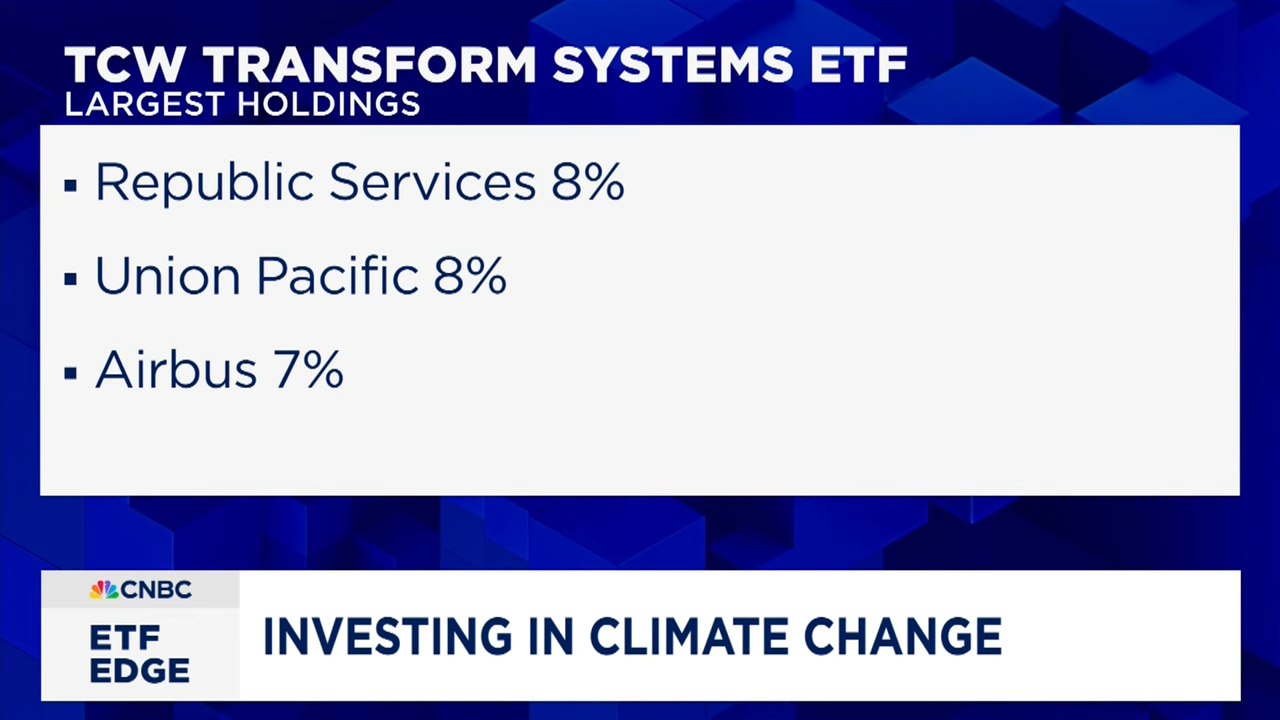 TCW TRANSFORM SYSTEMS ETF
LARGEST HOLDINGS
▪ Republic Services 8%
▪ Union Pacific 8%
▪ Airbus 7%
CNBC
ETF
EDGE
INVESTING IN CLIMATE CHANGE